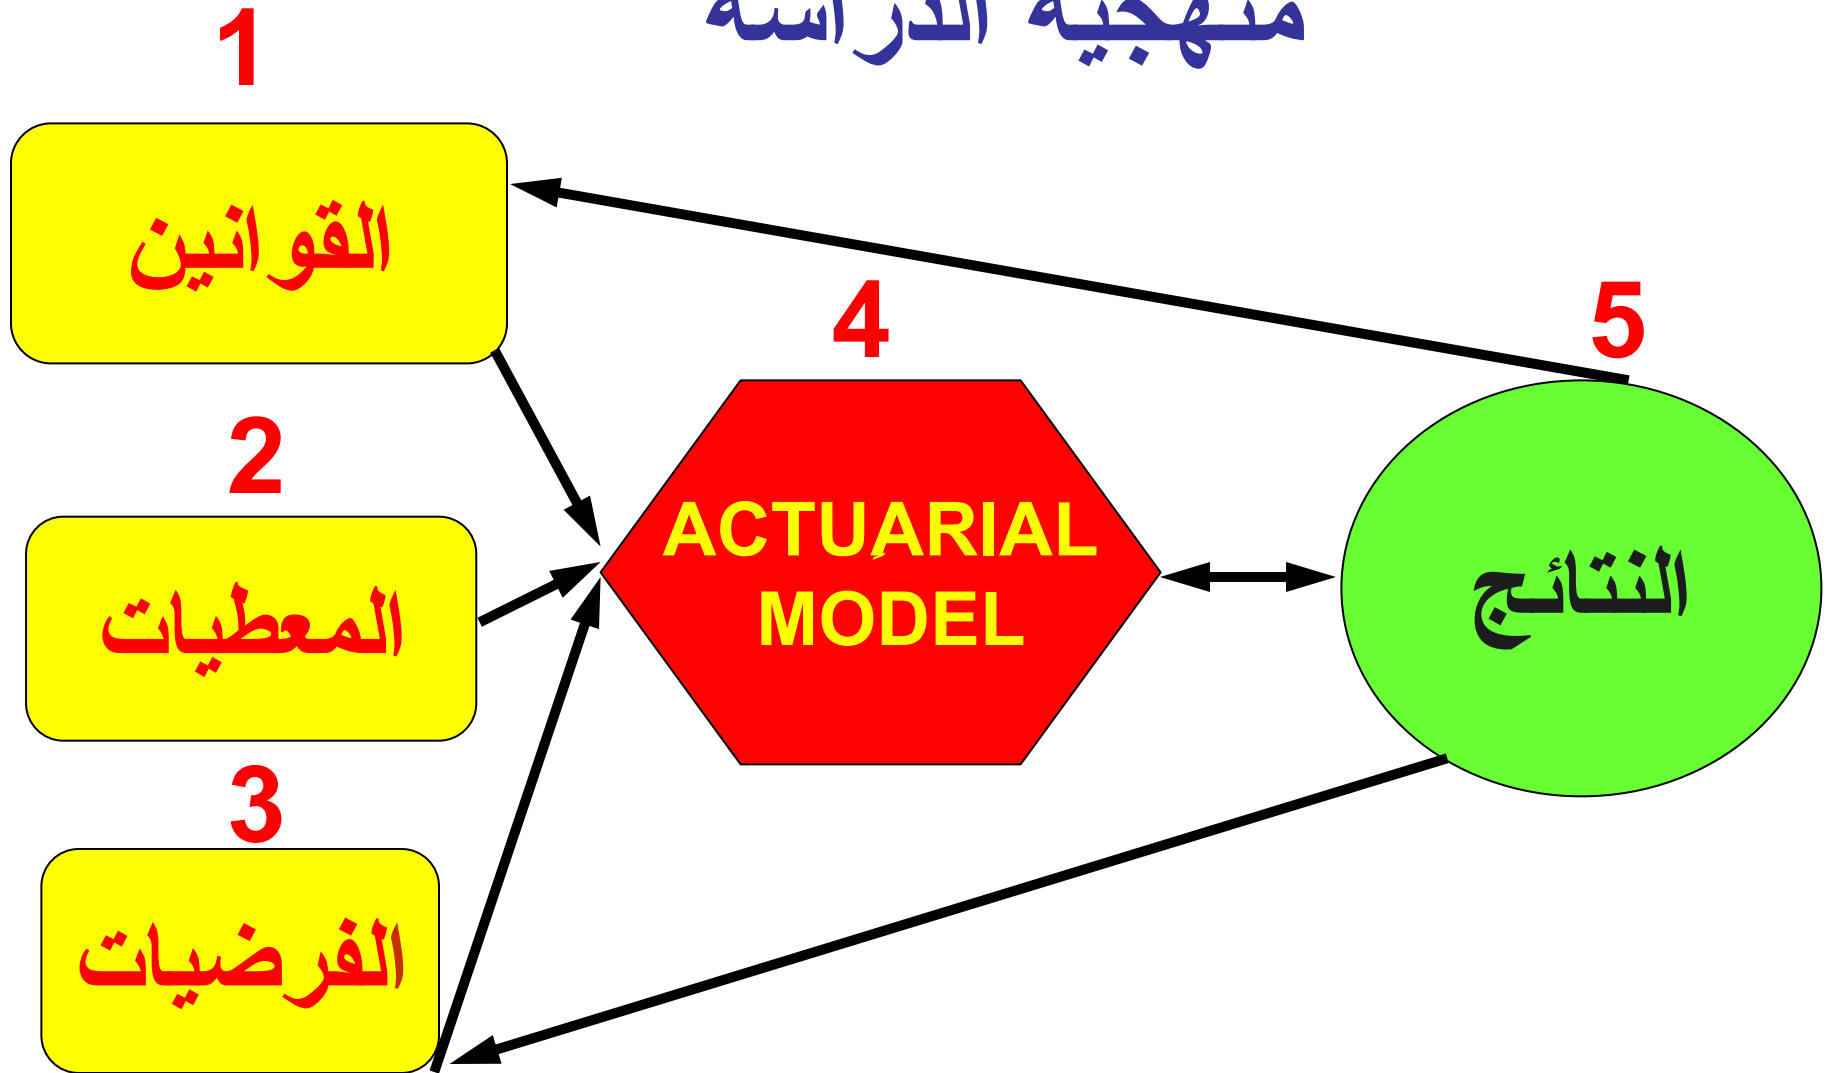 منهجية الدراسة
1
القوانين
2
المعطيات
3
الفرضيات
4
ACTUARIAL
MODEL
5
النتائج